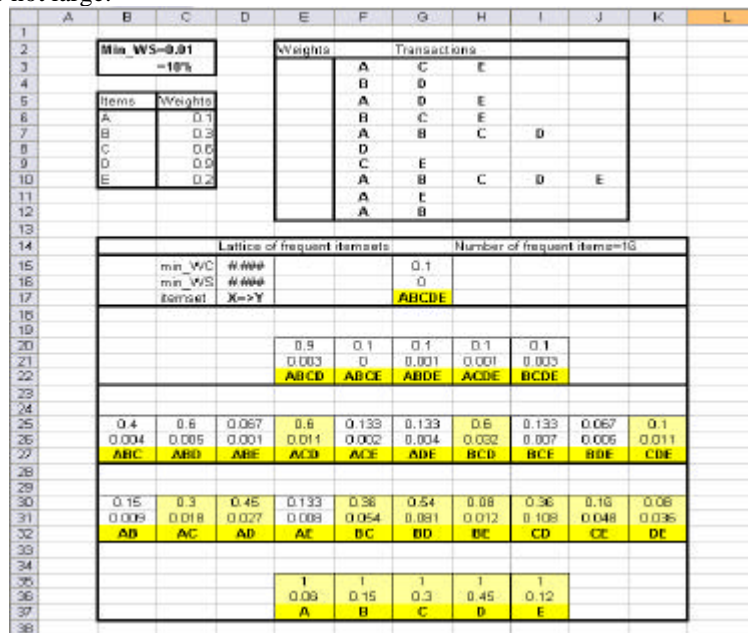 A B C D E F G H I J K L
1
2 Min_WS=0.01 Weights Transactions
3 =10% A C E
4 B D
5 Items Weights A D E
6 A 0.1 B C E
7 B 0.3 A B C D
8 C 0.6 D
9 D 0.9 C E
10 E 0.2 A B C D E
11 A E
12 A B
13
14 Lattice of frequent itemsets Number of frequent items=16
15 min_WC #.### 0.1
16 min_WS #.### 0
17 itemset X=>Y ABCDE
18
19
20 0.9 0.1 0.1 0.1 0.1
21 0.003 0 0.001 0.001 0.003
22 ABCD ABCE ABDE ACDE BCDE
23
24
25 0.4 0.6 0.067 0.6 0.133 0.133 0.6 0.133 0.067 0.1
26 0.004 0.005 0.001 0.011 0.002 0.004 0.032 0.007 0.005 0.011
27 ABC ABD ABE ACD ACE ADE BCD BCE BDE CDE
28
29
30 0.15 0.3 0.45 0.133 0.36 0.54 0.08 0.36 0.16 0.08
31 0.009 0.018 0.027 0.008 0.054 0.081 0.012 0.108 0.048 0.036
32 AB AC AD AE BC BD BE CD CE DE
33
34
35 1 1 1 1 1
36 0.08 0.15 0.3 0.45 0.12
37 A B C D E
38